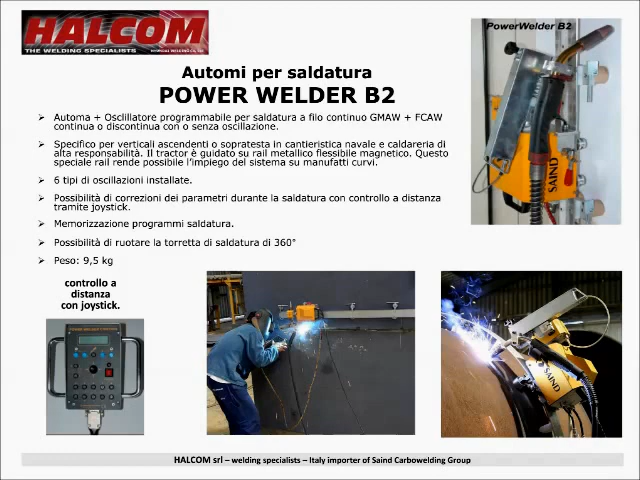 HALCOM
THE WELDING SPECIALISTS
PowerWelder B2
Automi per saldatura
POWER WELDER B2
➢ Automa + Osclillatore programmabile per saldatura a filo continuo GMAW + FCAW
continua o discontinua con o senza oscillazione.
➢ Specifico per verticali ascendenti o sopratesta in cantieristica navale e caldareria di
alta responsabilità. Il tractor è guidato su rail metallico flessibile magnetico. Questo
speciale rail rende possibile l'impiego del sistema su manufatti curvi.
➢ 6 tipi di oscillazioni installate.
➢ Possibilità di correzioni dei parametri durante la saldatura con controllo a distanza
tramite joystick.
➢ Memorizzazione programmi saldatura.
➢ Possibilità di ruotare la torretta di saldatura di 360°
➢ Peso: 9,5 kg
SAIND
controllo a
distanza
con joystick.
SAIND
HALCOM srl – welding specialists – Italy importer of Saind Carbowelding Group